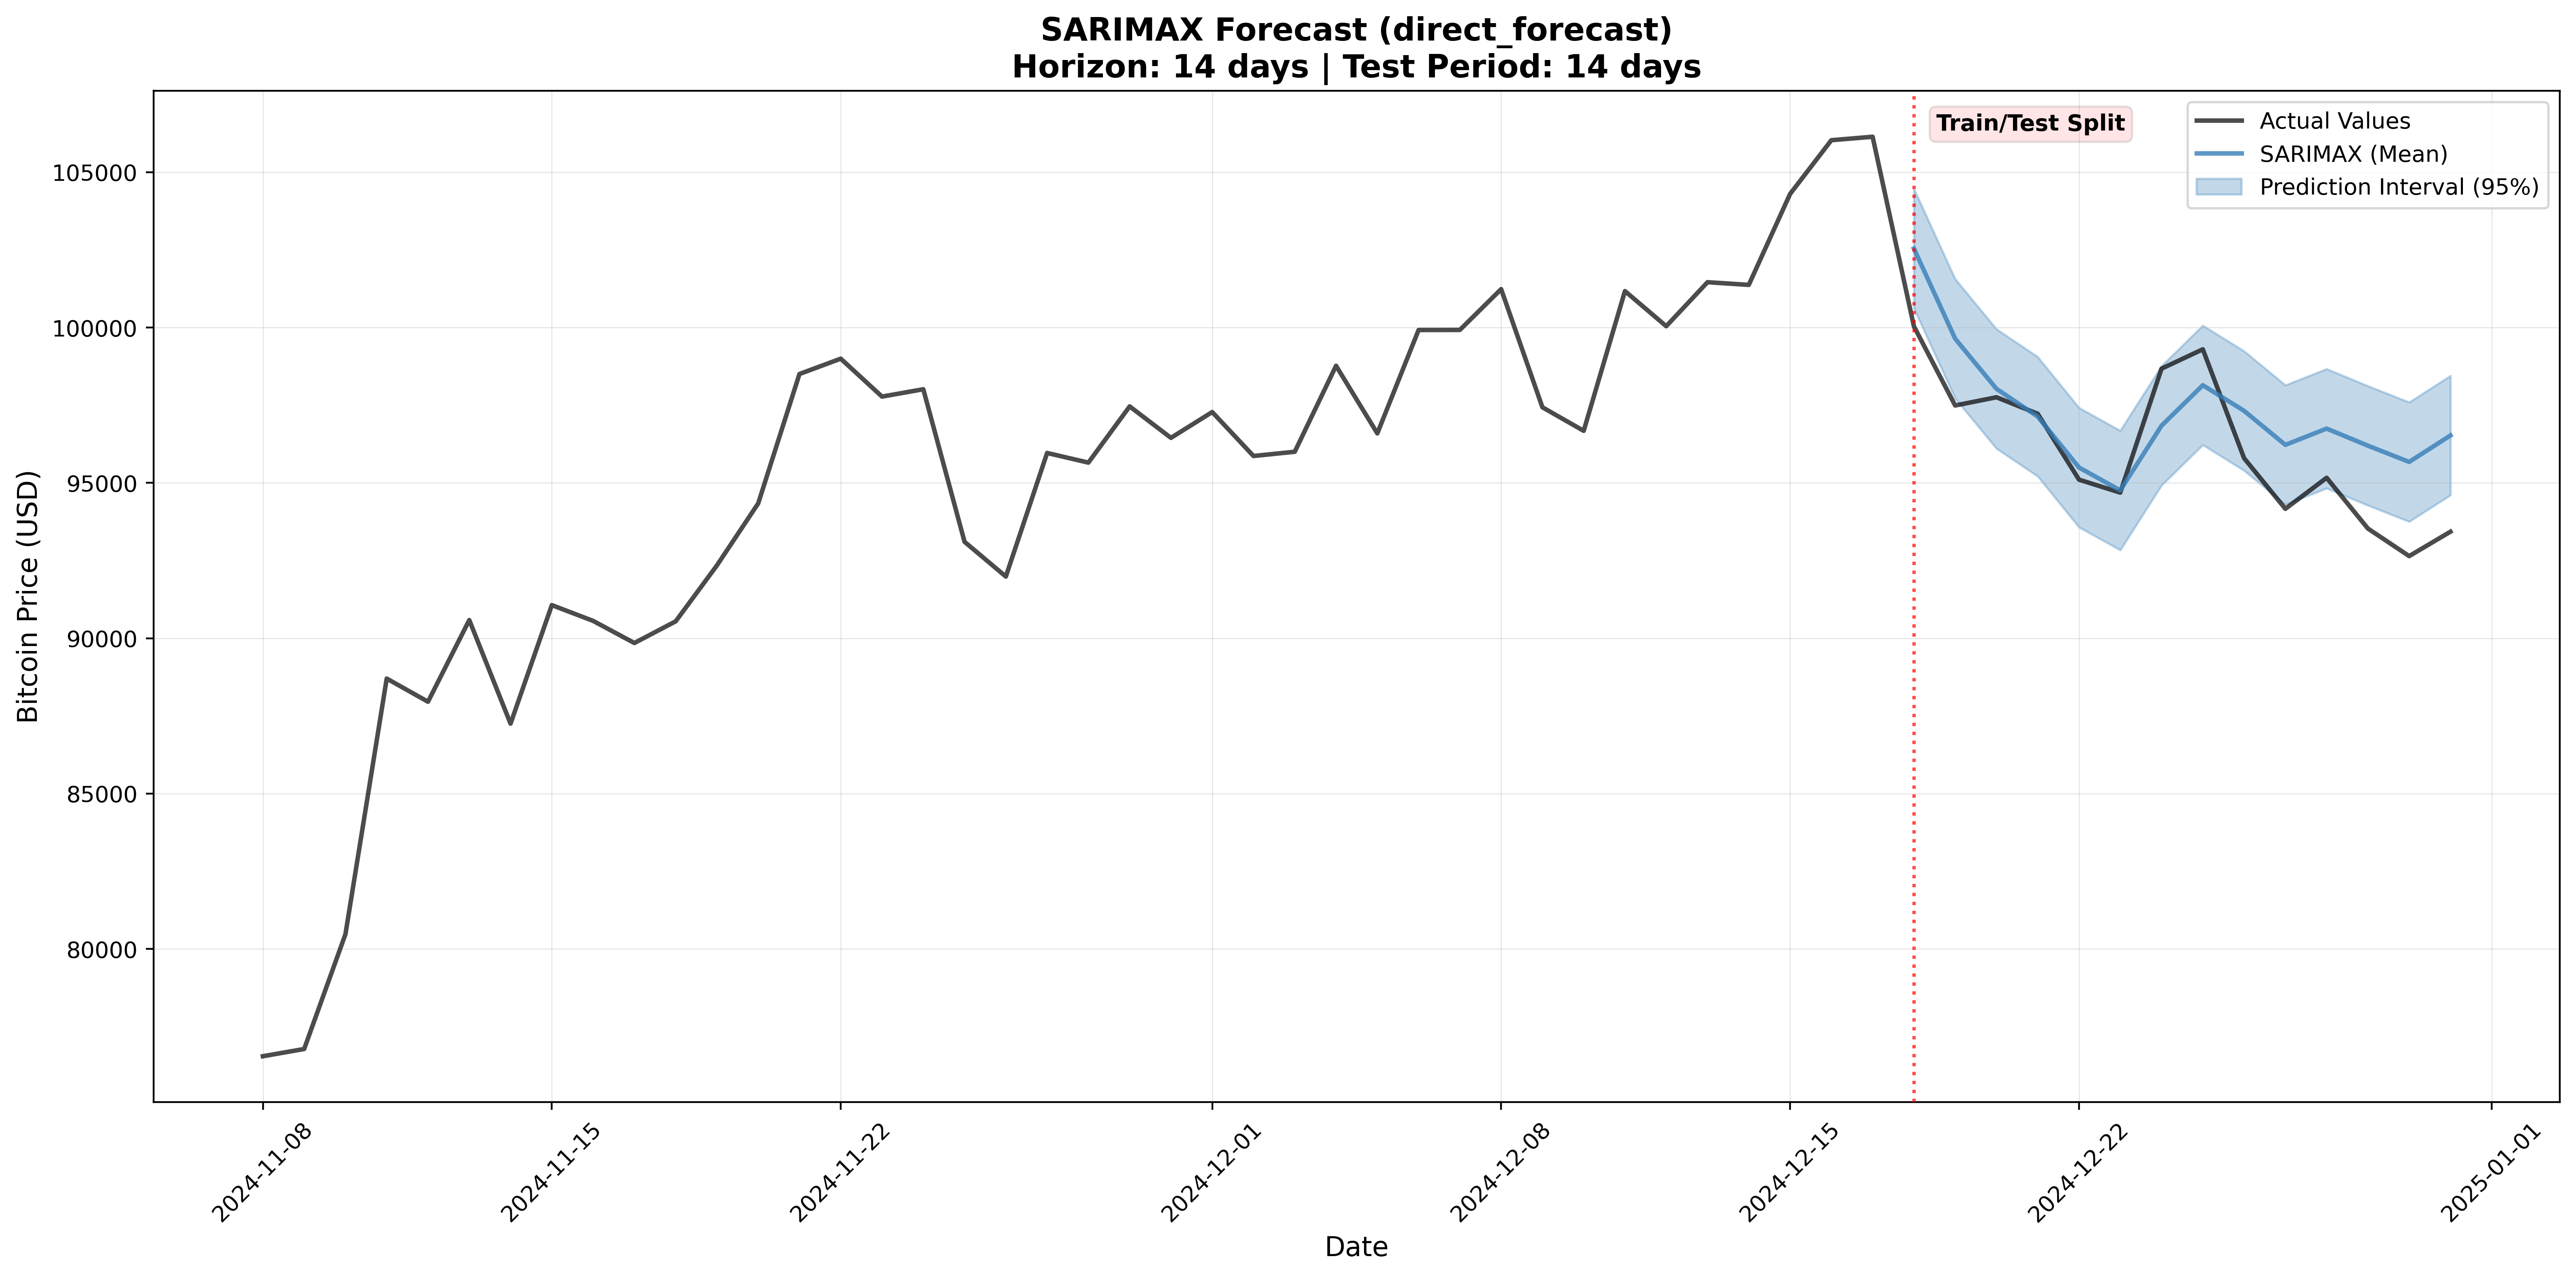 SARIMAX Forecast (direct_forecast)
Horizon: 14 days | Test Period: 14 days
Train/Test Split
Actual Values
SARIMAX (Mean)
Prediction Interval (95%)
Bitcoin Price (USD)
105000
100000
95000
90000
85000
80000
2024-11-08
2024-11-15
2024-11-22
2024-12-01
2024-12-08
2024-12-15
2024-12-22
2025-01-01
Date